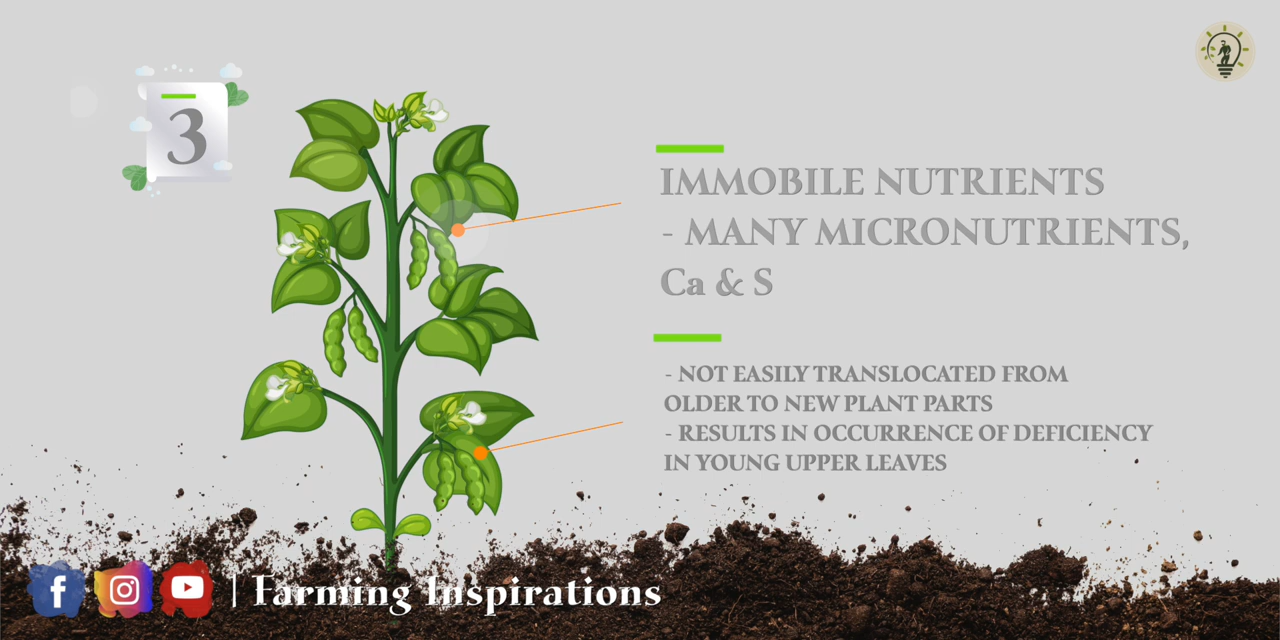 3
IMMOBILE NUTRIENTS
- MANY MICRONUTRIENTS,
Ca & S
- NOT EASILY TRANSLOCATED FROM
OLDER TO NEW PLANT PARTS
- RESULTS IN OCCURRENCE OF DEFICIENCY
IN YOUNG UPPER LEAVES
| Farming Inspirations